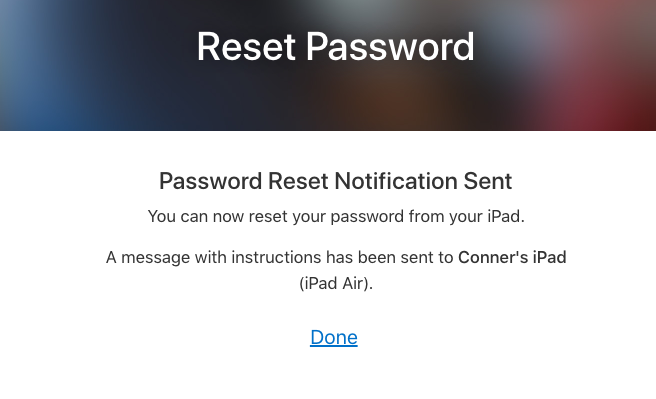 Reset Password
Password Reset Notification Sent
You can now reset your password from your iPad.
A message with instructions has been sent to Conner's iPad
(iPad Air).
Done